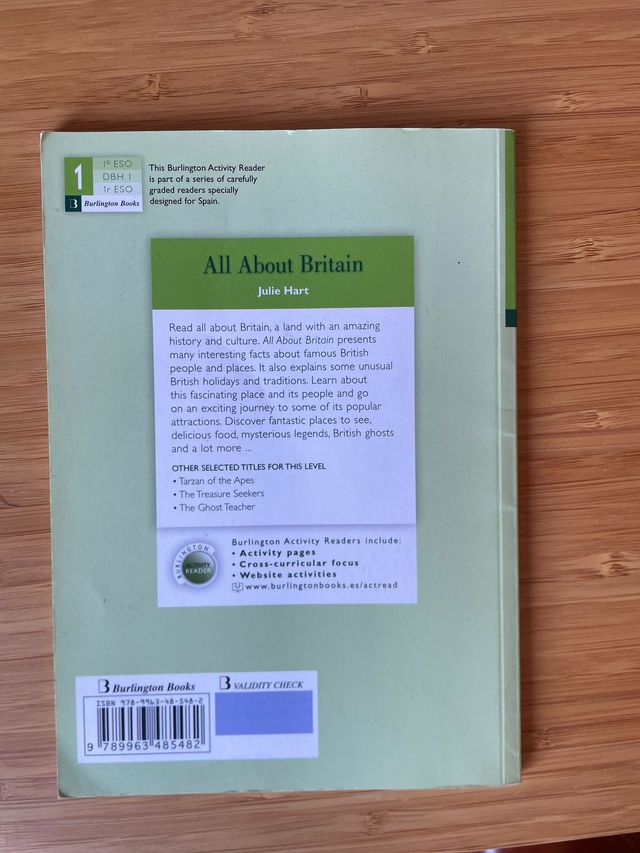 1
1º ESO
DBH 1
1r ESO
B Burlington Books
This Burlington Activity Reader
is part of a series of carefully
graded readers specially
designed for Spain.
All About Britain
Julie Hart
Read all about Britain, a land with an amazing
history and culture. All About Britain presents
many interesting facts about famous British
people and places. It also explains some unusual
British holidays and traditions. Learn about
this fascinating place and its people and go
on an exciting journey to some of its popular
attractions. Discover fantastic places to see,
delicious food, mysterious legends, British ghosts
and a lot more ...
OTHER SELECTED TITLES FOR THIS LEVEL
• Tarzan of the Apes
• The Treasure Seekers
• The Ghost Teacher
BURLINGTON
ACTIVITY
READER
Burlington Activity Readers include:
• Activity pages
• Cross-curricular focus
• Website activities
www.burlingtonbooks.es/actread
B Burlington Books
ISBN 978-9963-48-548-2
9 789963 485482
B VALIDITY CHECK